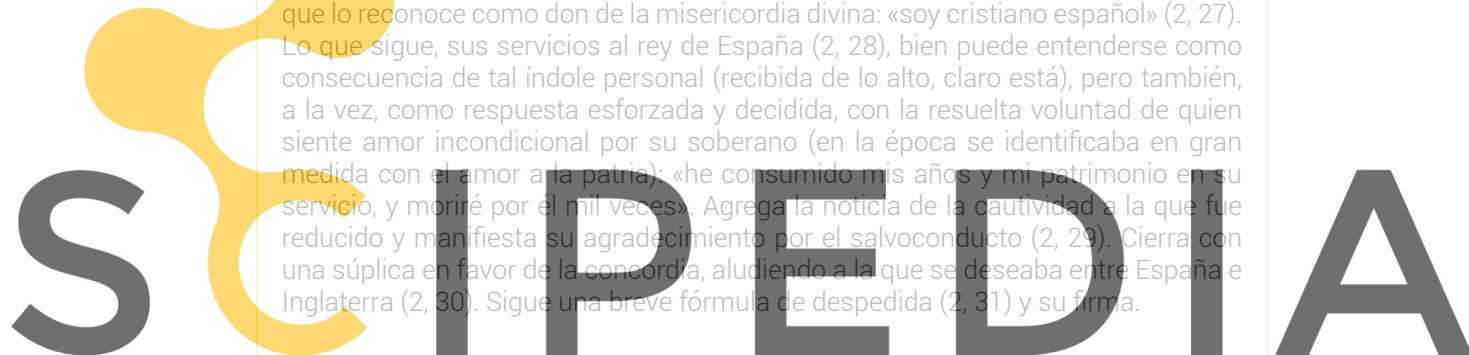 que lo reconoce como don de la misericordia divina: «soy cristiano español» (2, 27).
Lo que sigue, sus servicios al rey de España (2, 28), bien puede entenderse como
consecuencia de tal índole personal (recibida de lo alto, claro está), pero también,
a la vez, como respuesta esforzada y decidida, con la resuelta voluntad de quien
siente amor incondicional por su soberano (en la época se identificaba en gran
medida con el amor a la patria): «he consumido mis años y mi patrimonio en su
servicio, y moriré por él mil veces». Agrega la noticia de la cautividad a la que fue
reducido y manifiesta su agradecimiento por el salvoconducto (2, 29). Cierra con
una súplica en favor de la concordia, aludiendo a la que se deseaba entre España e
Inglaterra (2, 30). Sigue una breve fórmula de despedida (2, 31) y su firma.
SCIPEDIA